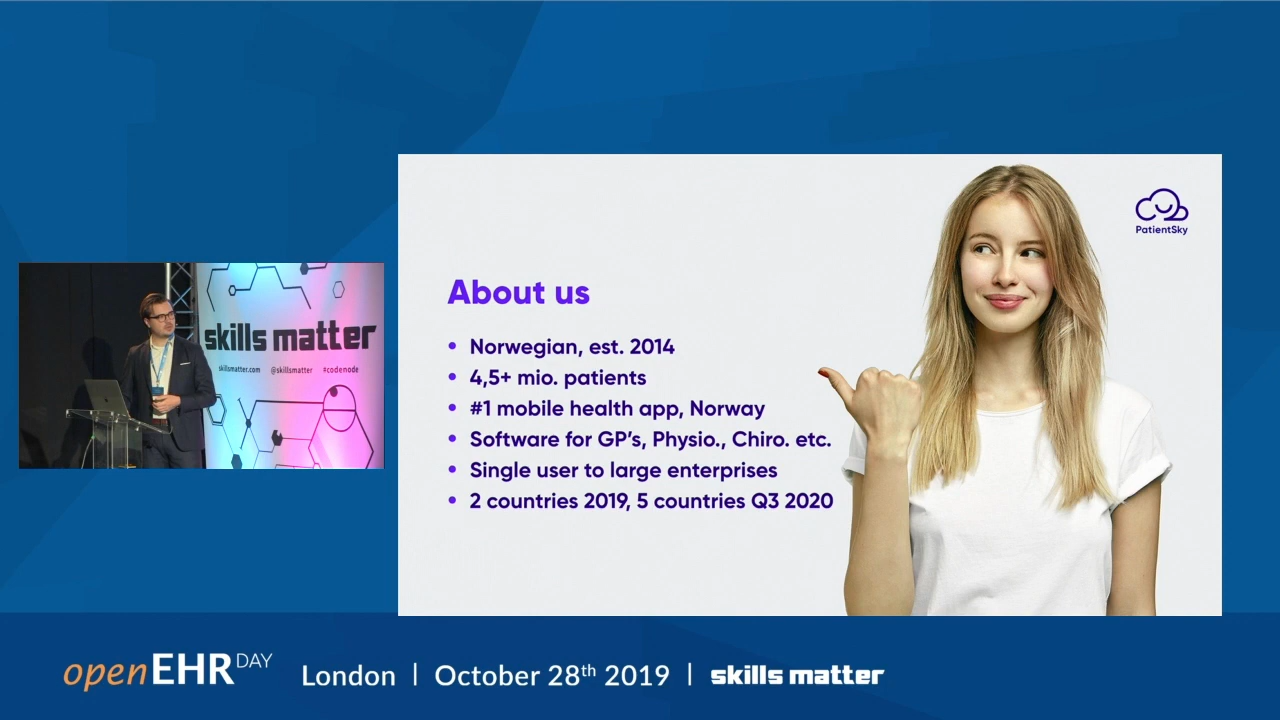 PatientSky
About us
• Norwegian, est. 2014
• 4,5+ mio. patients
• #1 mobile health app, Norway
• Software for GP's, Physio., Chiro. etc.
• Single user to large enterprises
• 2 countries 2019, 5 countries Q3 2020
skills matter
skillsmatter.com @skillsmatter #codenode
openEHR DAY London | October 28th 2019 | skills matter